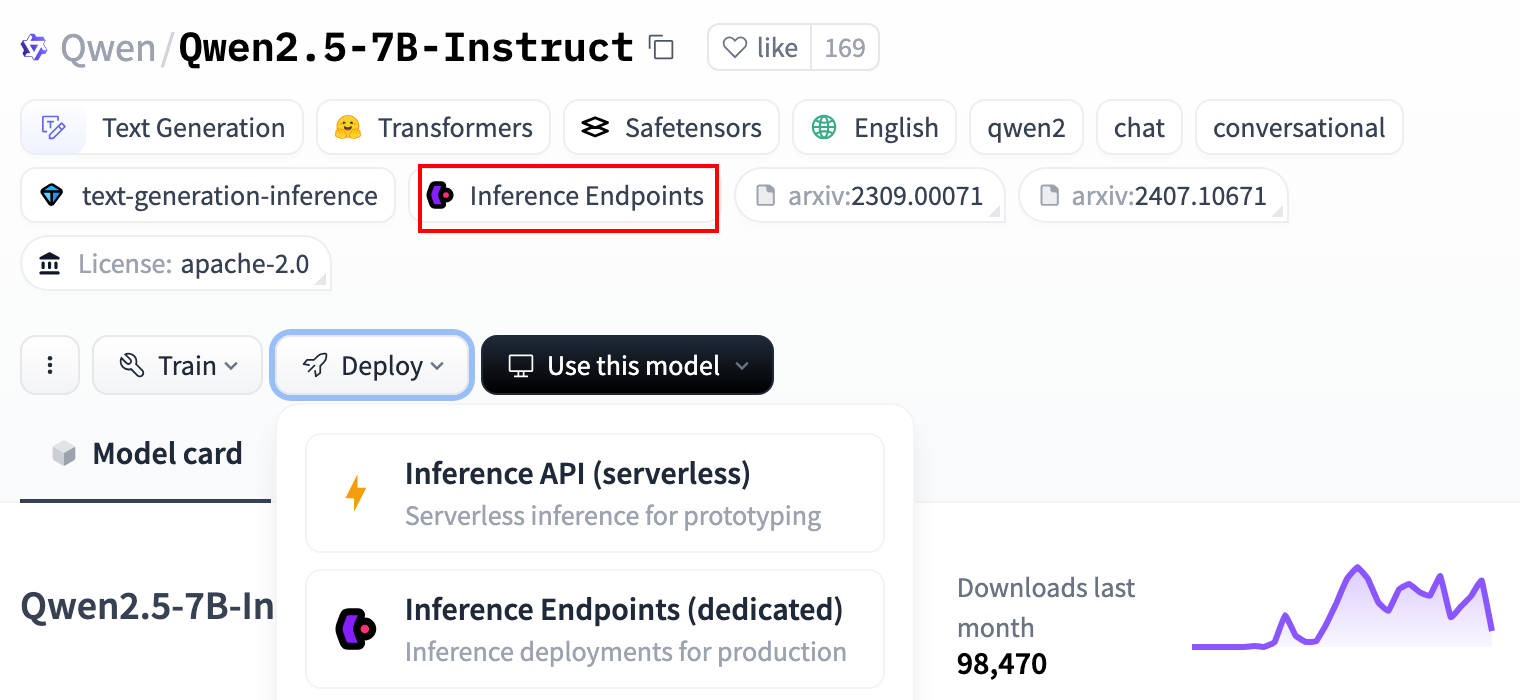 Qwen/Qwen2.5-7B-Instruct like 169
Text Generation Transformers Safetensors English qwen2 chat conversational
text-generation-inference Inference Endpoints arxiv:2309.00071 arxiv:2407.10671
License: apache-2.0
Train Deploy Use this model
Model card
Inference API (serverless)
Serverless inference for prototyping
Inference Endpoints (dedicated)
Inference deployments for production
Qwen2.5-7B-In
Downloads last
month
98,470